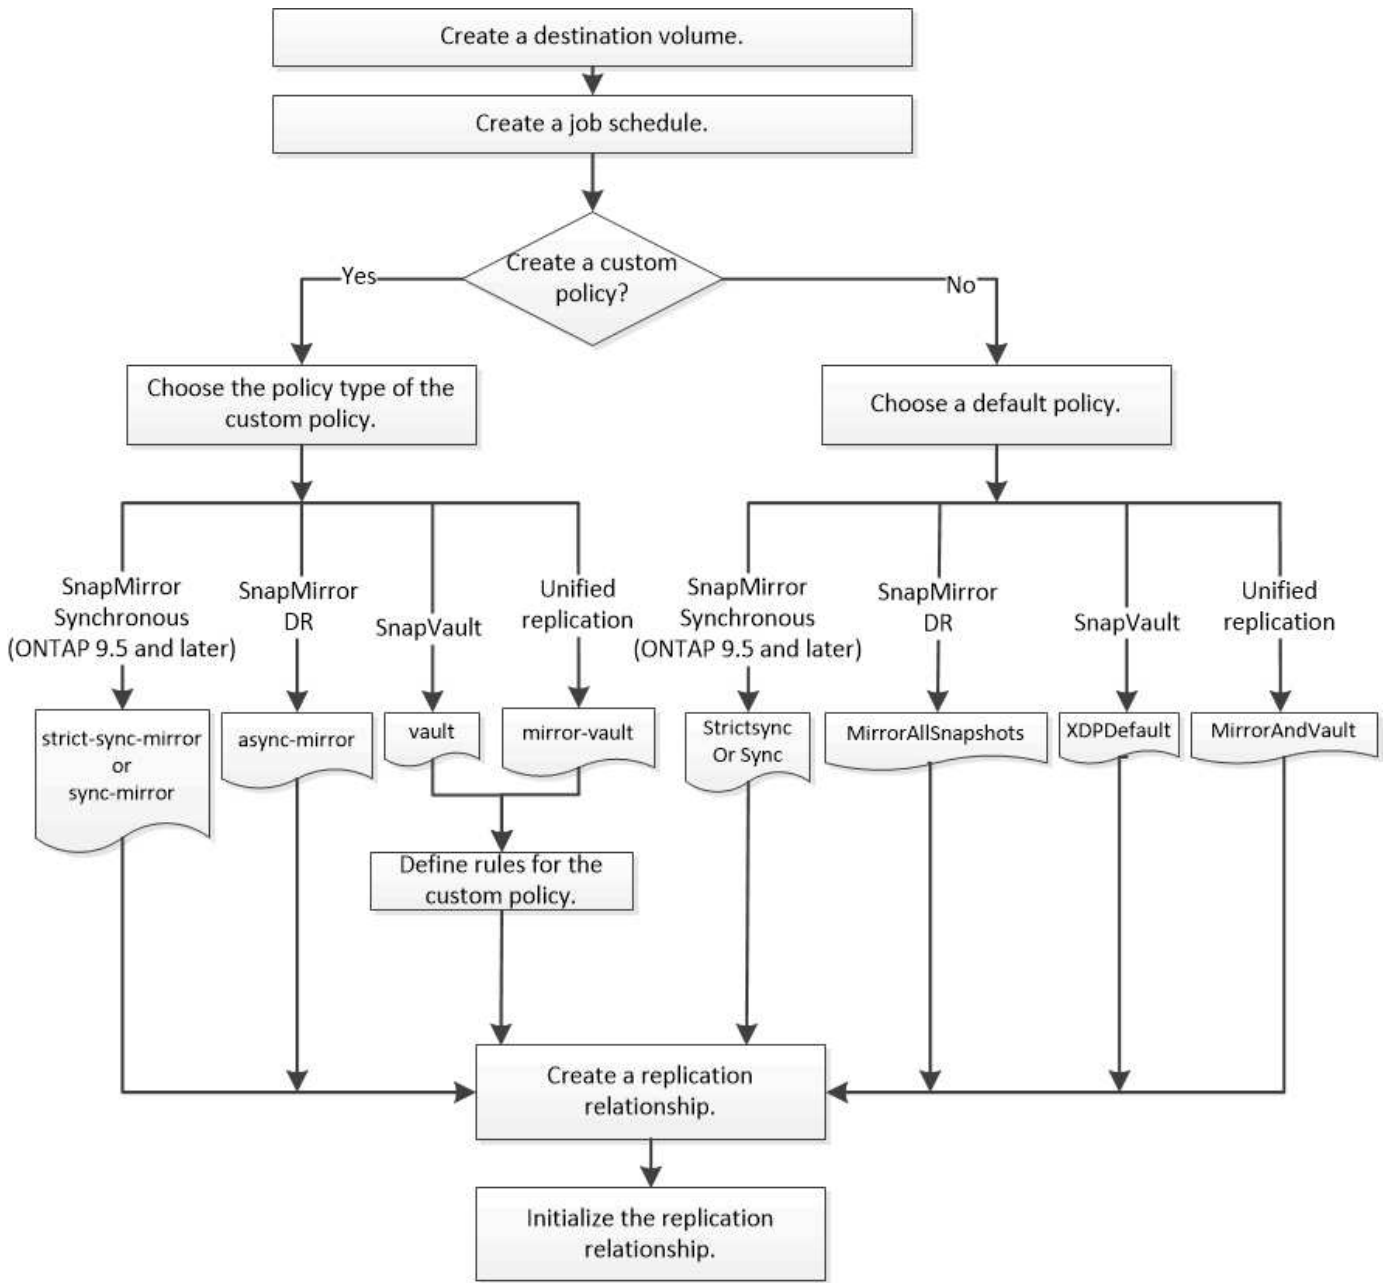 Create a destination volume.
Create a job schedule.
Create a custom
policy?
Yes
No
Choose the policy type of the
custom policy.
Choose a default policy.
SnapMirror
Synchronous
(ONTAP 9.5 and later)
SnapMirror
DR
SnapVault
Unified
replication
SnapMirror
Synchronous
(ONTAP 9.5 and later)
SnapMirror
DR
SnapVault
Unified
replication
strict-sync-mirror
or
sync-mirror
async-mirror
vault
mirror-vault
Strictsync
Or Sync
MirrorAllSnapshots
XDPDefault
MirrorAndVault
Define rules for the
custom policy.
Create a replication
relationship.
Initialize the replication
relationship.